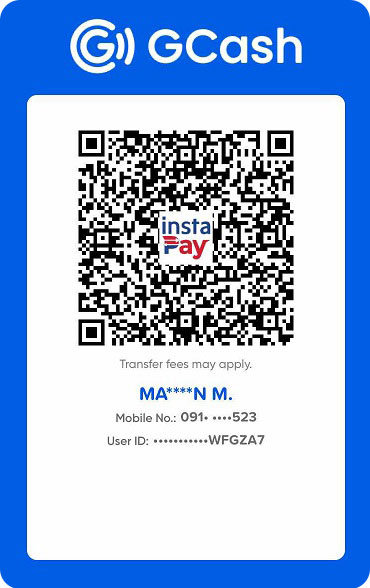 GCash
insta
Pay
Transfer fees may apply.
MA****N M.
Mobile No.: 091• ••••523
User ID: •••••••••••WFGZA7